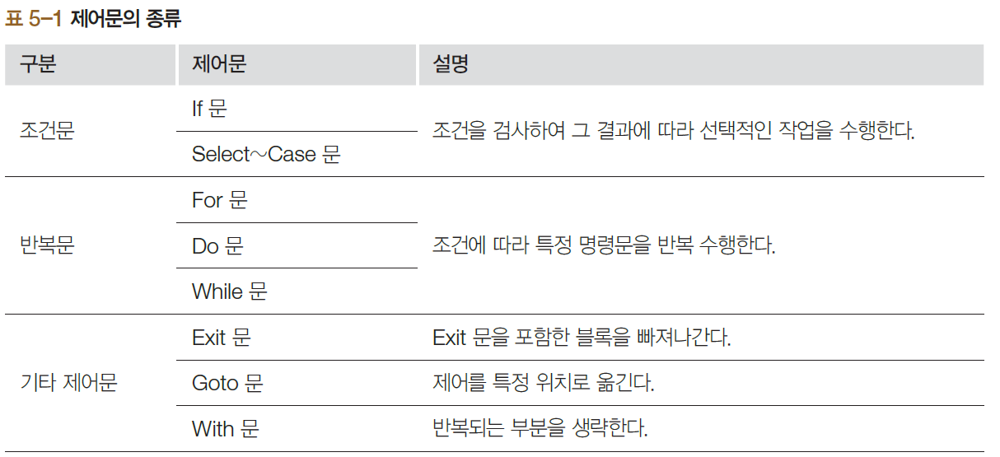 표 5-1 제어문의 종류
구분 제어문 설명
If 문
조건문 조건을 검사하여 그 결과에 따라 선택적인 작업을 수행한다.
Select~Case 문
For 문
반복문 Do 문 조건에 따라 특정 명령문을 반복 수행한다.
While 문
Exit 문 Exit 문을 포함한 블록을 빠져나간다.
기타 제어문 Goto 문 제어를 특정 위치로 옮긴다.
With 문 반복되는 부분을 생략한다.